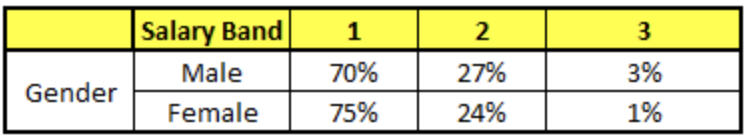 Salary Band 1 2 3
Gender
Male 70% 27% 3%
Female 75% 24% 1%